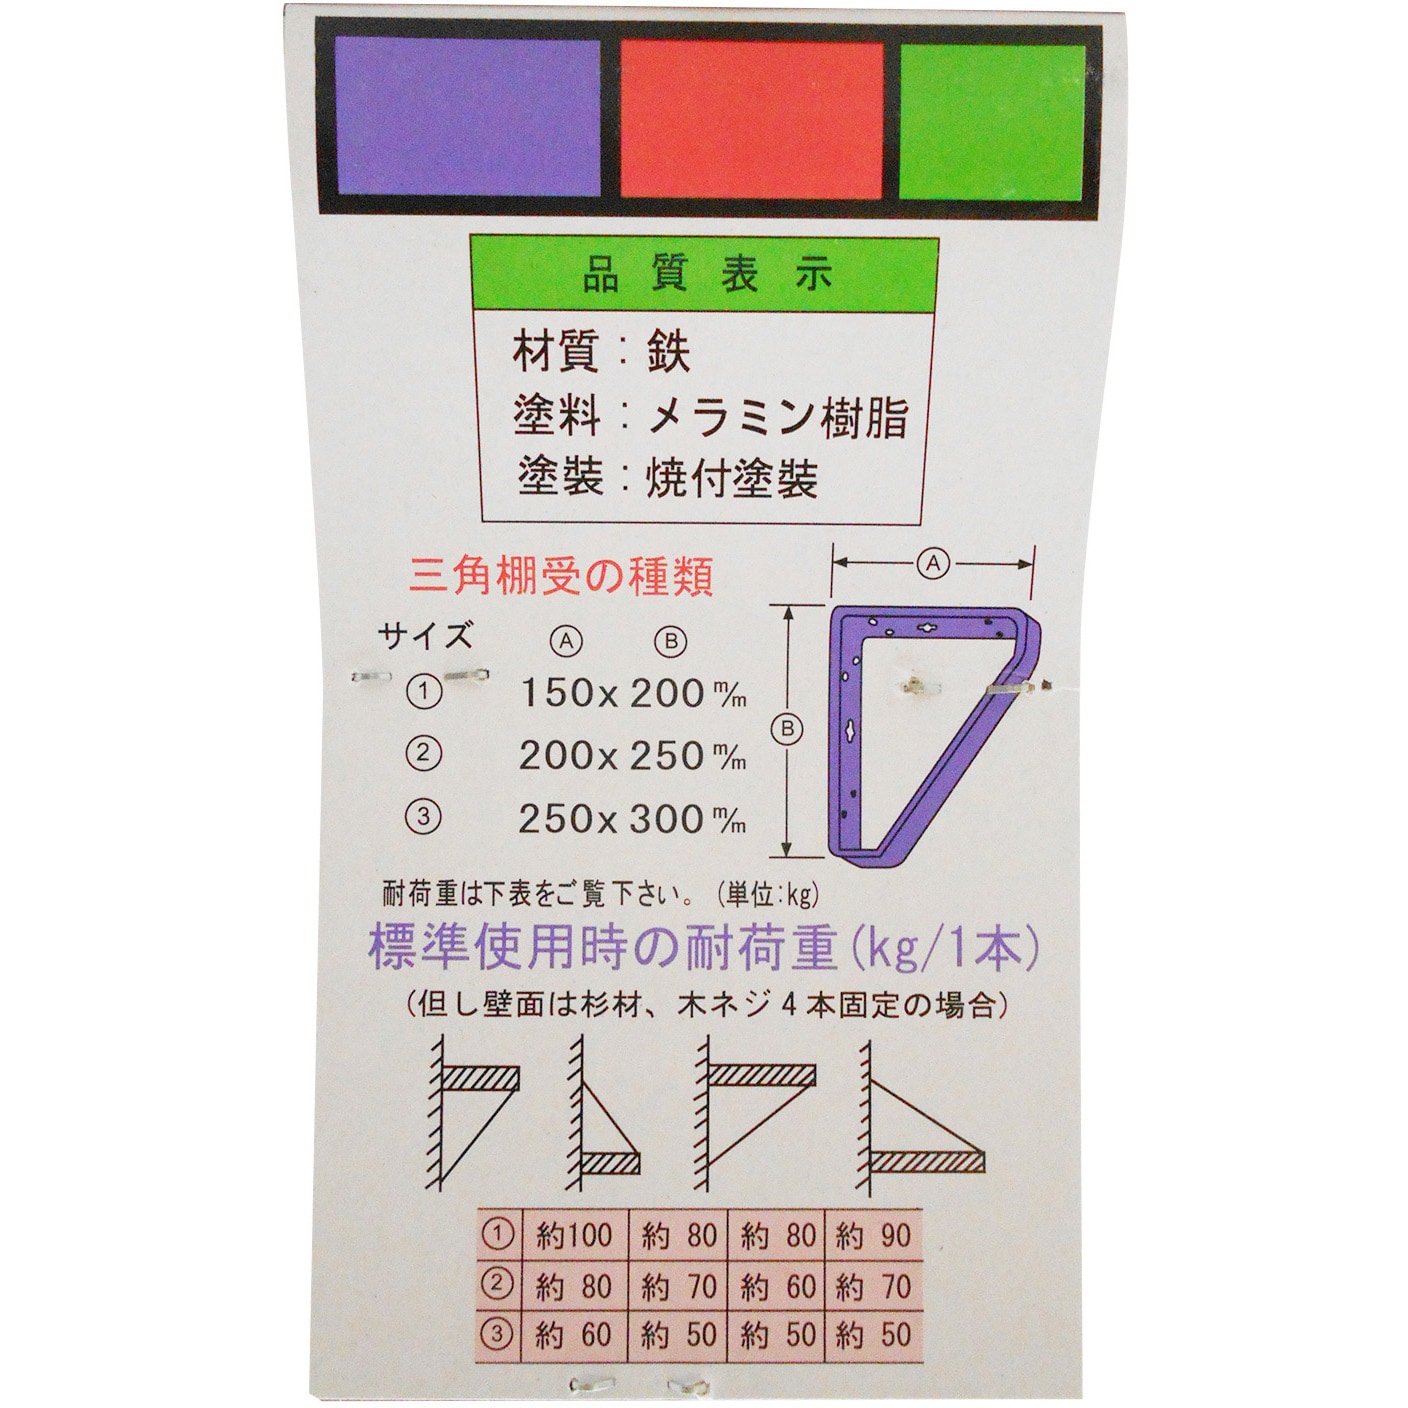 品質表示
材質：鉄
塗料：メラミン樹脂
塗装：焼付塗装
三角棚受の種類
サイズ Ⓐ Ⓑ
① 150x200 m/m
② 200x250 m/m
③ 250x300 m/m
Ⓐ
Ⓑ
耐荷重は下表をご覧下さい。(単位:kg)
標準使用時の耐荷重(kg/1本)
(但し壁面は杉材、木ネジ4本固定の場合)
① 約100 約 80 約 80 約 90
② 約 80 約 70 約 60 約 70
③ 約 60 約 50 約 50 約 50